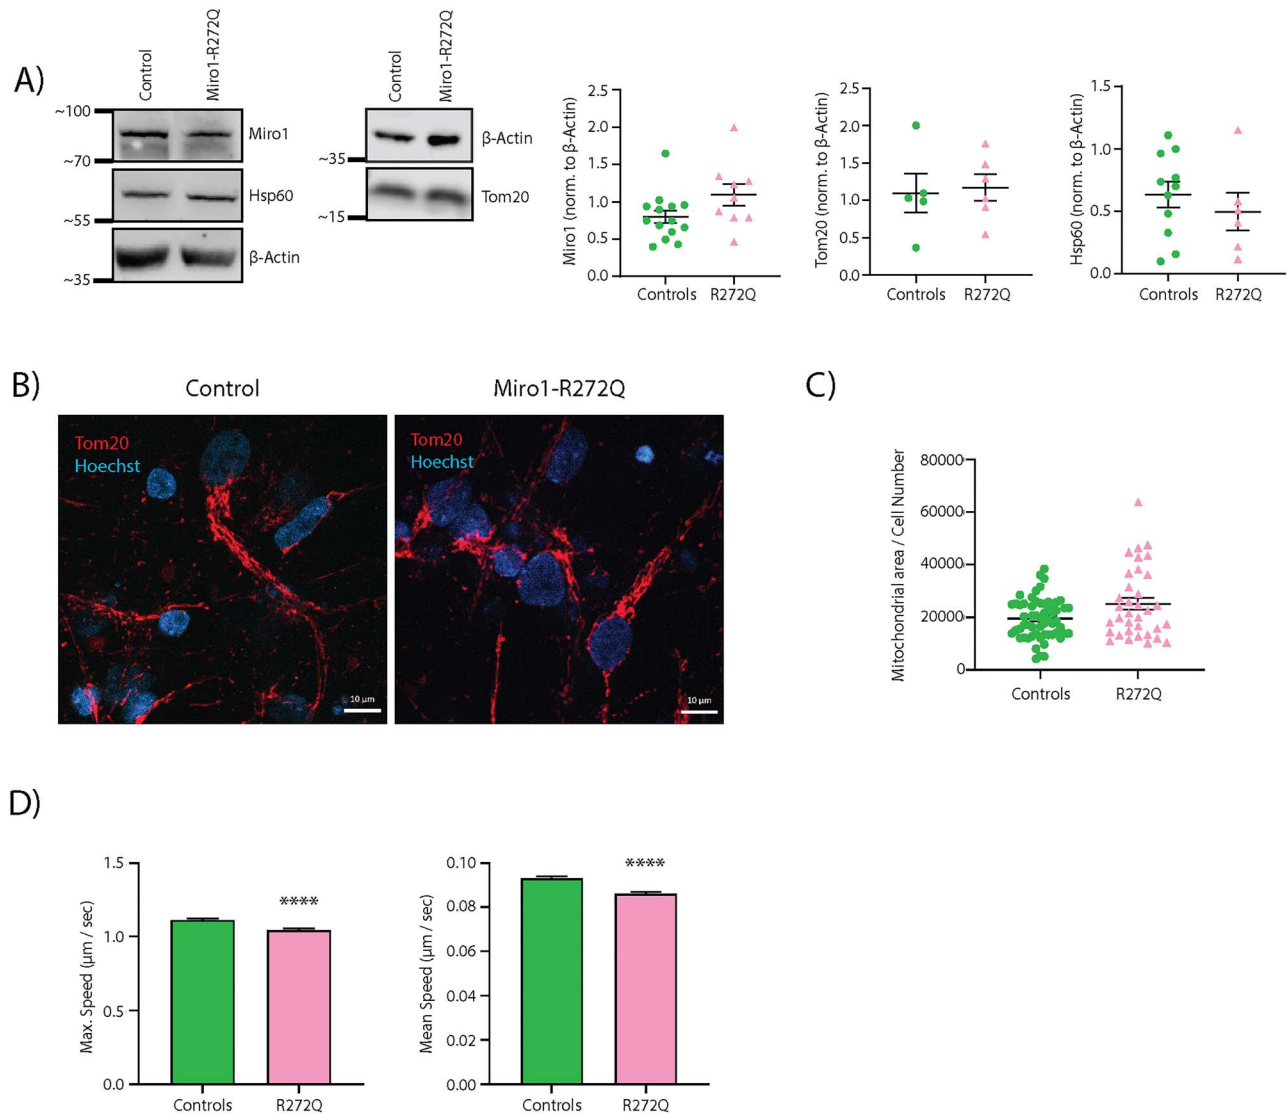 A)
Control
Miro1-R272Q
~100
Miro1
~70
Hsp60
~55
β-Actin
~35
Control
Miro1-R272Q
β-Actin
~35
Tom20
~15
Miro1 (norm. to β-Actin)
2.5
2.0
1.5
1.0
0.5
0.0
Controls
R272Q
Tom20 (norm. to β-Actin)
2.5
2.0
1.5
1.0
0.5
0.0
Controls
R272Q
Hsp60 (norm. to β-Actin)
1.5
1.0
0.5
0.0
Controls
R272Q
B)
Control
Tom20
Hoechst
10 μm
Miro1-R272Q
Tom20
Hoechst
10 μm
C)
Mitochondrial area / Cell Number
80000
60000
40000
20000
0
Controls
R272Q
D)
Max. Speed (μm / sec)
1.5
1.0
0.5
0.0
****
Controls
R272Q
Mean Speed (μm / sec)
0.10
0.08
0.06
0.04
0.02
0.00
****
Controls
R272Q